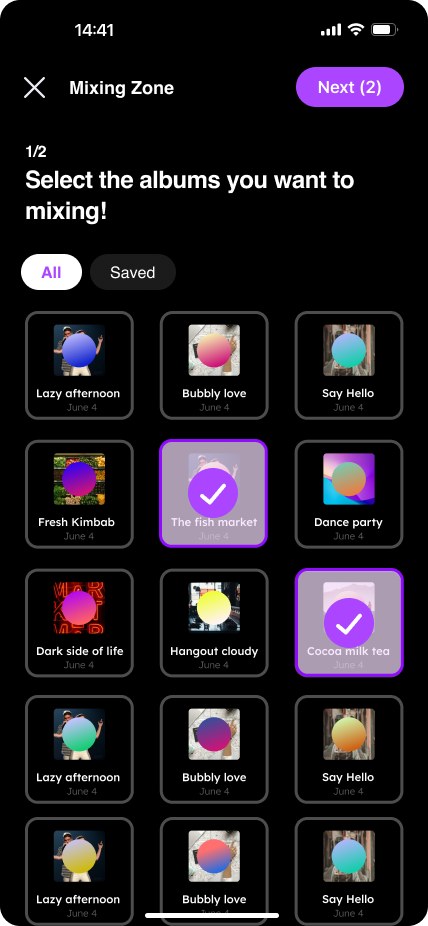 14:41
Mixing Zone
Next (2)
1/2
Select the albums you want to
mixing!
All
Saved
Lazy afternoon
June 4
Bubbly love
June 4
Say Hello
June 4
Fresh Kimbab
June 4
The fish market
June 4
Dance party
June 4
Dark side of life
June 4
Hangout cloudy
June 4
Cocoa milk tea
June 4
Lazy afternoon
June 4
Bubbly love
June 4
Say Hello
June 4
Lazy afternoon
June 4
Bubbly love
June 4
Say Hello
June 4